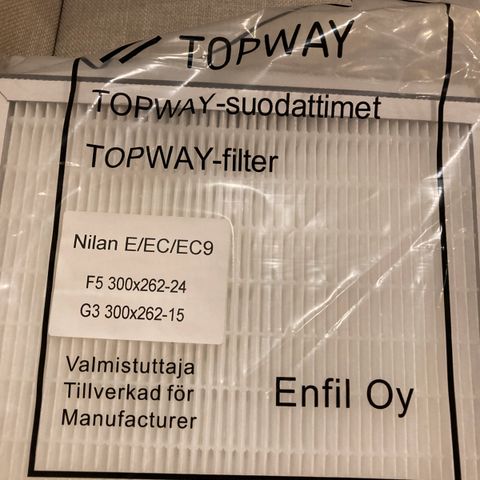 TOPWAY
TOPWAY-suodattimet
TOPWAY-filter
Nilan E/EC/EC9
F5 300x262-24
G3 300x262-15
Valmistuttaja
Tillverkad för
Manufacturer
Enfil Oy